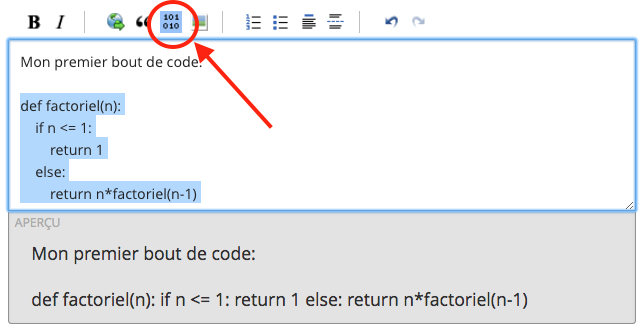 B I 101
010
Mon premier bout de code:
def factoriel(n):
    if n <= 1:
        return 1
    else:
        return n*factoriel(n-1)
APERÇU
Mon premier bout de code:
def factoriel(n): if n <= 1: return 1 else: return n*factoriel(n-1)